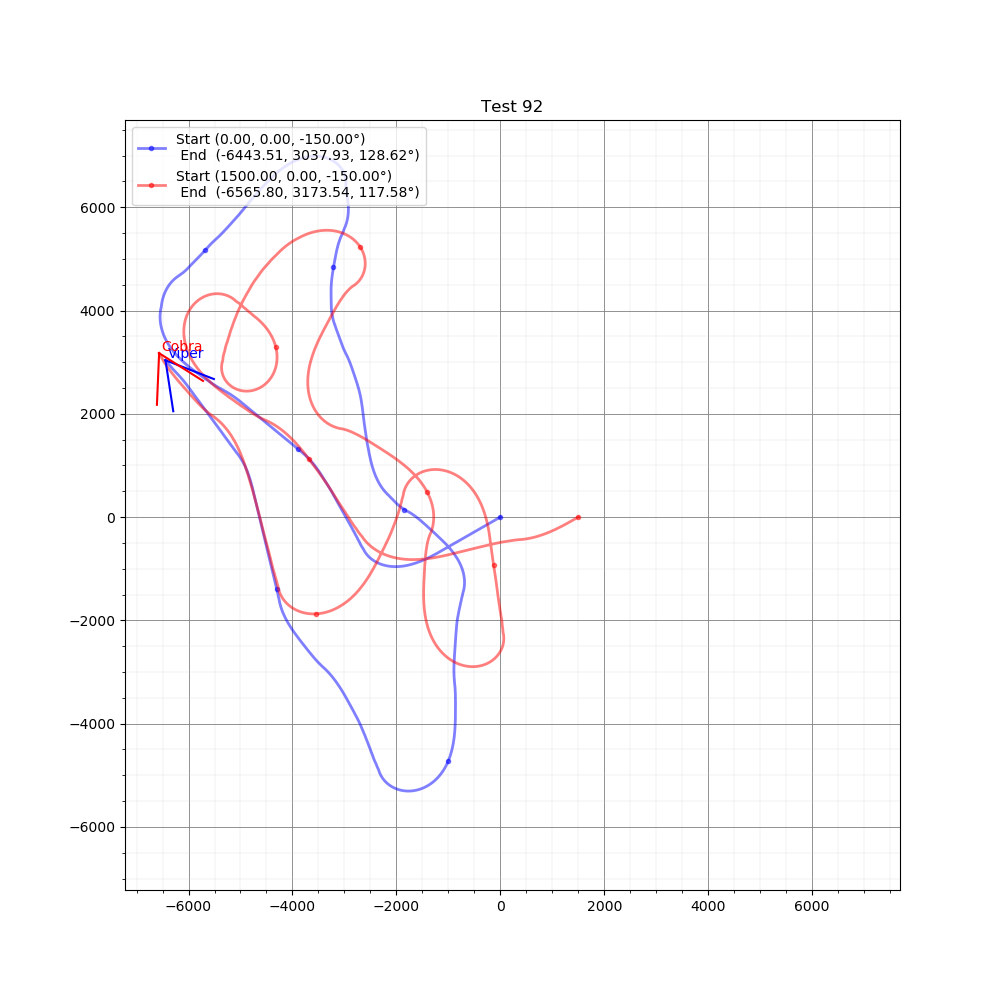 Test 92
Start (0.00, 0.00, -150.00°)
End (-6443.51, 3037.93, 128.62°)
Start (1500.00, 0.00, -150.00°)
End (-6565.80, 3173.54, 117.58°)
6000
4000
Cobra
Viper
2000
0
−2000
−4000
−6000
−6000 −4000 −2000 0 2000 4000 6000